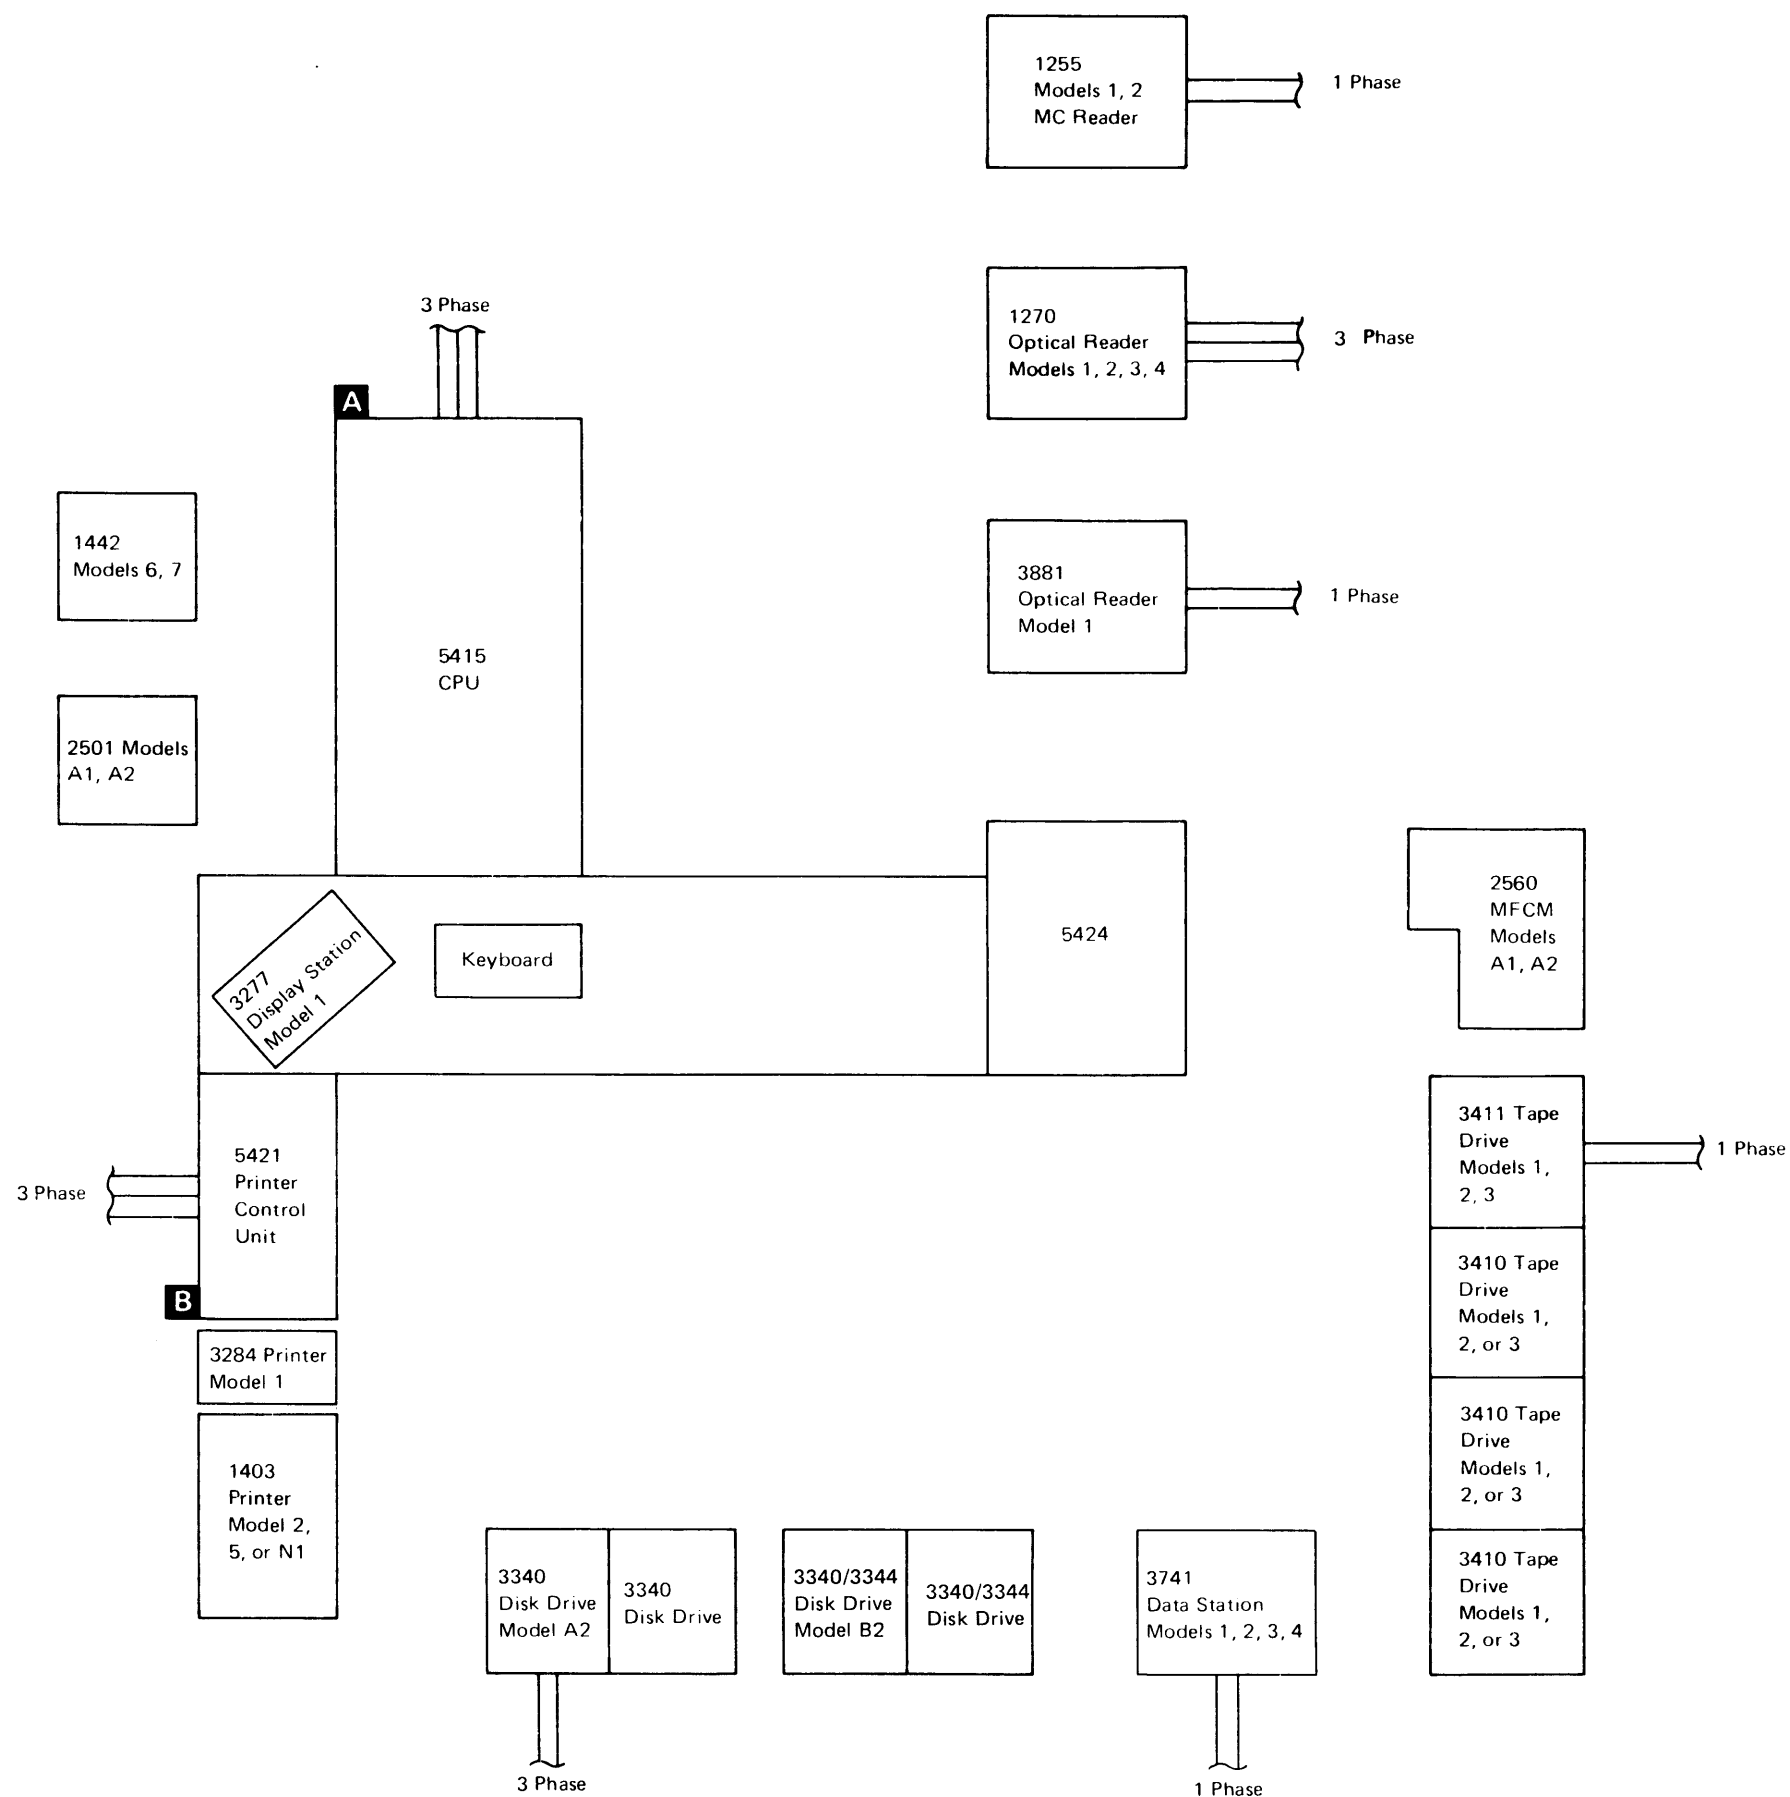 1255
Models 1, 2
MC Reader
1 Phase
1270
Optical Reader
Models 1, 2, 3, 4
3 Phase
3 Phase
A
1442
Models 6, 7
3881
Optical Reader
Model 1
1 Phase
5415
CPU
2501 Models
A1, A2
2560
MFCM
Models
A1, A2
3277
Display Station
Model 1
Keyboard
5424
3411 Tape
Drive
Models 1,
2, 3
1 Phase
5421
Printer
Control
Unit
3 Phase
B
3410 Tape
Drive
Models 1,
2, or 3
3284 Printer
Model 1
3410 Tape
Drive
Models 1,
2, or 3
1403
Printer
Model 2,
5, or N1
3340
Disk Drive
Model A2
3340
Disk Drive
3340/3344
Disk Drive
Model B2
3340/3344
Disk Drive
3741
Data Station
Models 1, 2, 3, 4
3410 Tape
Drive
Models 1,
2, or 3
3 Phase
1 Phase